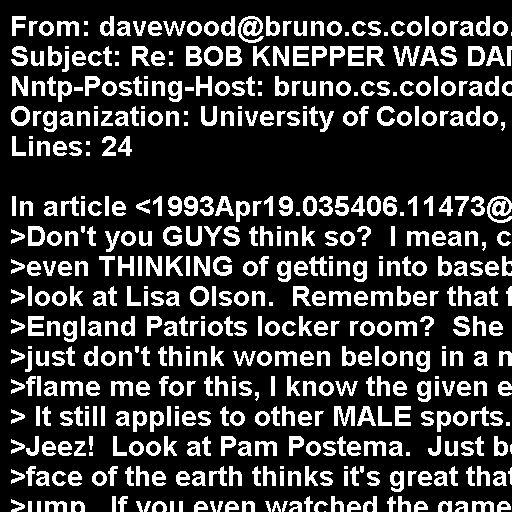 From: davewood@bruno.cs.colorado.
Subject: Re: BOB KNEPPER WAS DAM
Nntp-Posting-Host: bruno.cs.colorado
Organization: University of Colorado,
Lines: 24

In article <1993Apr19.035406.11473@
>Don't you GUYS think so?  I mean, c
>even THINKING of getting into baseb
>look at Lisa Olson.  Remember that f
>England Patriots locker room?  She
>just don't think women belong in a m
>flame me for this, I know the given e
> It still applies to other MALE sports.
>Jeez!  Look at Pam Postema.  Just be
>face of the earth thinks it's great that
>ump.  If you even watched the game